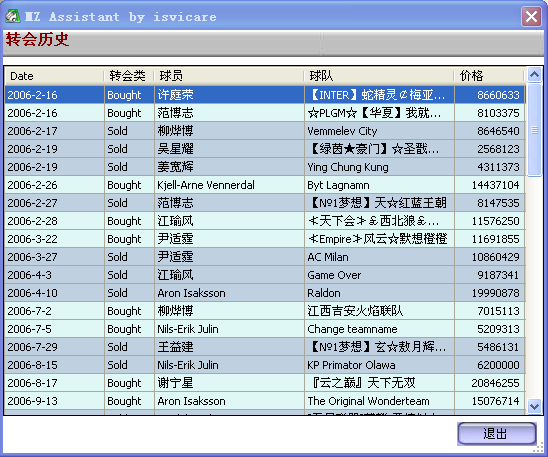 MZ Assistant by isvicare
转会历史
Date 转会类 球员 球队 价格
2006-2-16 Bought 许庭荣 【INTER】蛇精灵⊄梅亚... 8660633
2006-2-16 Bought 范博志 ☆PLGM☆【华夏】我就... 8103375
2006-2-17 Sold 柳烨博 Vemmelev City 8646540
2006-2-19 Sold 吴星耀 【绿茵★豪门】☆圣戬... 2568123
2006-2-19 Sold 姜宽辉 Ying Chung Kung 4311373
2006-2-26 Bought Kjell-Arne Vennerdal Byt Lagnamn 14437104
2006-2-27 Sold 范博志 【№1梦想】天☆红蓝王朝 8147535
2006-2-28 Bought 江瑜风 ≮天下会≯￡西北狼￡... 11576250
2006-3-22 Bought 尹适霆 ≮Empire≯风云☆默想橙橙 11691855
2006-3-27 Sold 尹适霆 AC Milan 10860429
2006-4-3 Sold 江瑜风 Game Over 9187341
2006-4-10 Sold Aron Isaksson Raldon 19990878
2006-7-2 Bought 柳烨博 江西吉安火焰联队 7015113
2006-7-5 Bought Nils-Erik Julin Change teamname 5209313
2006-7-29 Sold 王益建 【№1梦想】玄☆敖月辉... 5486131
2006-8-15 Sold Nils-Erik Julin KP Primator Olawa 6200000
2006-8-17 Bought 谢宁星 『云之巅』天下无双 20846255
2006-9-13 Bought Aron Isaksson The Original Wonderteam 15076714
退出